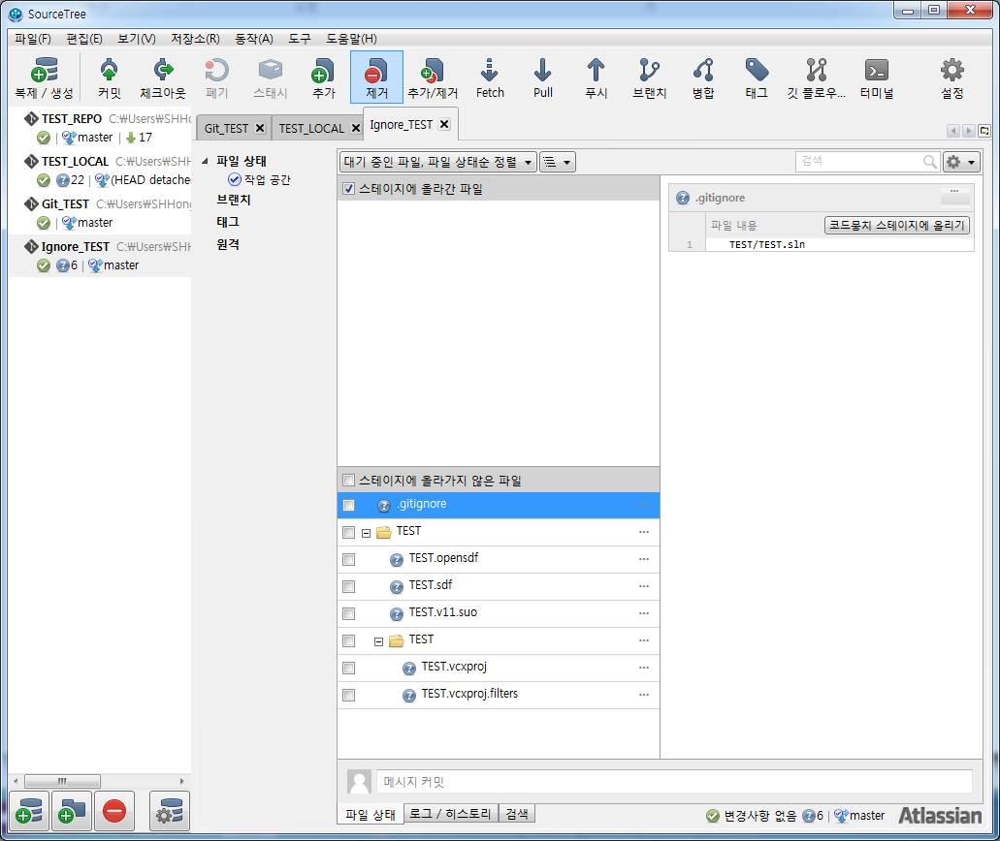 SourceTree
파일(F) 편집(E) 보기(V) 저장소(R) 동작(A) 도구 도움말(H)
복제 / 생성 커밋 체크아웃 폐기 스태시 추가 제거 추가/제거 Fetch Pull 푸시 브랜치 병합 태그 깃 플로우... 터미널 설정
TEST_REPO C:₩Users₩SHHo
master | 17
TEST_LOCAL C:₩Users₩SHH
22 | (HEAD detache
Git_TEST C:₩Users₩SHHong
master
Ignore_TEST C:₩Users₩SHH
6 | master
Git_TEST TEST_LOCAL Ignore_TEST
파일 상태
작업 공간
브랜치
태그
원격
대기 중인 파일, 파일 상태순 정렬
검색
스테이지에 올라간 파일
스테이지에 올라가지 않은 파일
.gitignore
TEST
TEST.opensdf
TEST.sdf
TEST.v11.suo
TEST
TEST.vcxproj
TEST.vcxproj.filters
.gitignore
파일 내용 코드뭉치 스테이지에 올리기
1 TEST/TEST.sln
메시지 커밋
파일 상태 로그 / 히스토리 검색
변경사항 없음 6 | master Atlassian